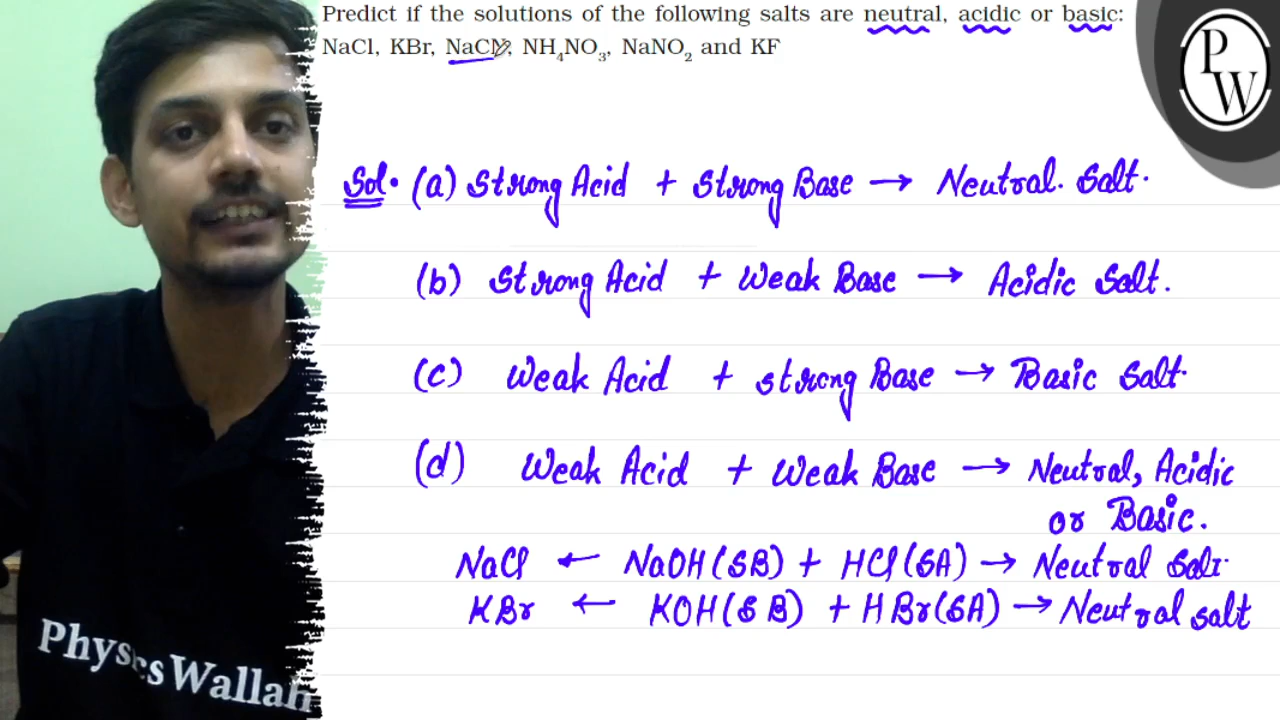 Predict if the solutions of the following salts are neutral, acidic or basic:
NaCl, KBr, NaCN, NH₄NO₃, NaNO₂ and KF
PW
Sol. (a) Strong Acid + Strong Base → Neutral. Salt.
(b) Strong Acid + Weak Base → Acidic Salt.
(c) Weak Acid + Strong Base → Basic Salt.
(d) Weak Acid + Weak Base → Neutral, Acidic
or Basic.
NaCl ← NaOH(SB) + HCl(SA) → Neutral Salt.
KBr ← KOH(SB) + HBr(SA) → Neutral salt
Physics Wallah